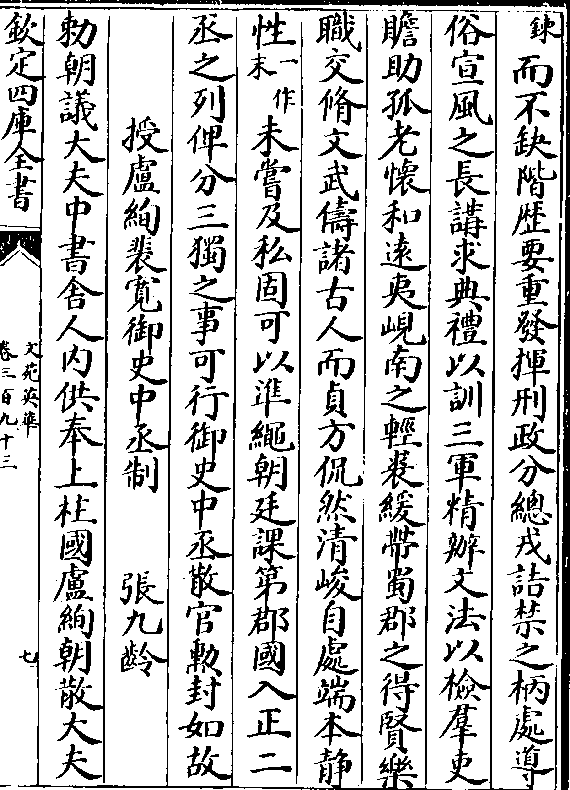 錬而不缺階歴要重發揮刑政分總戎詰禁之柄處導
俗宣風之長講求典禮以訓三軍精辦文法以檢羣吏
瞻助孤老懷和遠夷峴南之輕裘緩帶蜀郡之得賢樂
職交脩文武儔諸古人而貞方侃然清峻自處端本静
性一作末未嘗及私固可以準繩朝廷課第郡國入正二
丞之列俾分三獨之事可行御史中丞散官勲封如故
授盧絢裴寛御史中丞制 張九齡
勅朝議大夫中書舍人内供奉上柱國盧絢朝散大夫
欽定四庫全書
文苑英華
卷三百九十三
七